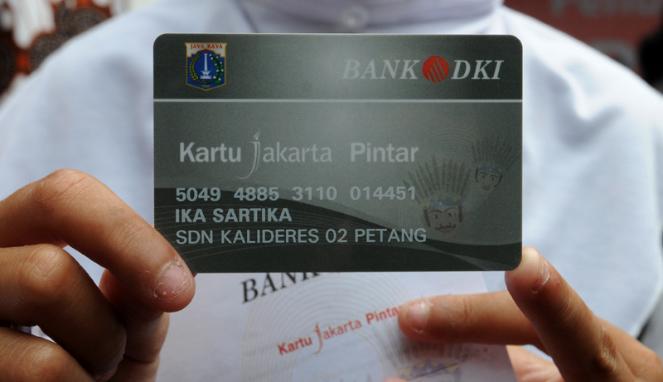 JAYA RAYA
BANK DKI
Kartu Jakarta Pintar
5049 4885 3110 014451
IKA SARTIKA
SDN KALIDERES 02 PETANG
BANK
Kartu Jakarta Pintar